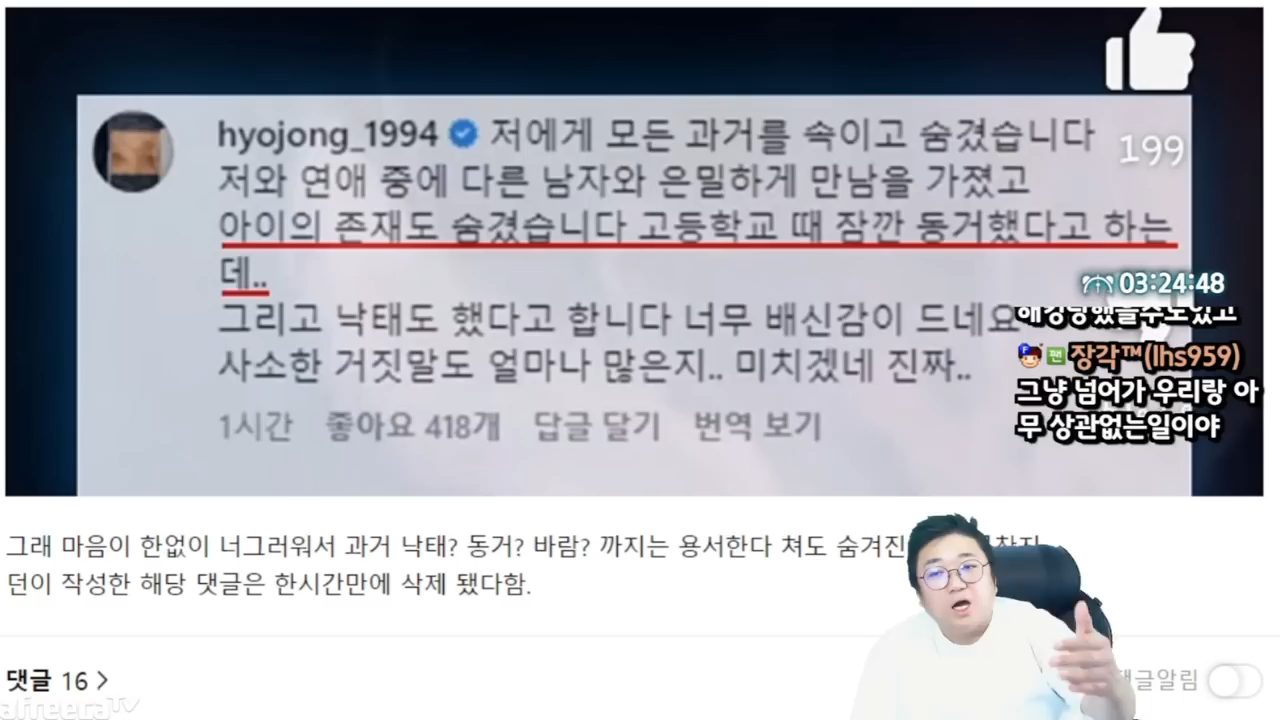 hyojong_1994 저에게 모든 과거를 속이고 숨겼습니다
저와 연애 중에 다른 남자와 은밀하게 만남을 가졌고
아이의 존재도 숨겼습니다 고등학교 때 잠깐 동거했다고 하는
데..
그리고 낙태도 했다고 합니다 너무 배신감이 드네요
사소한 거짓말도 얼마나 많은지.. 미치겠네 진짜..
1시간 좋아요 418개 답글 달기 번역 보기
199
03:24:48
팬 장각™(lhs959)
그냥 넘어가 우리랑 아
무 상관없는일이야
그래 마음이 한없이 너그러워서 과거 낙태? 동거? 바람? 까지는 용서한다 쳐도
던이 작성한 해당 댓글은 한시간만에 삭제 됐다함.
댓글 16 >
댓글알림
afreecaTV